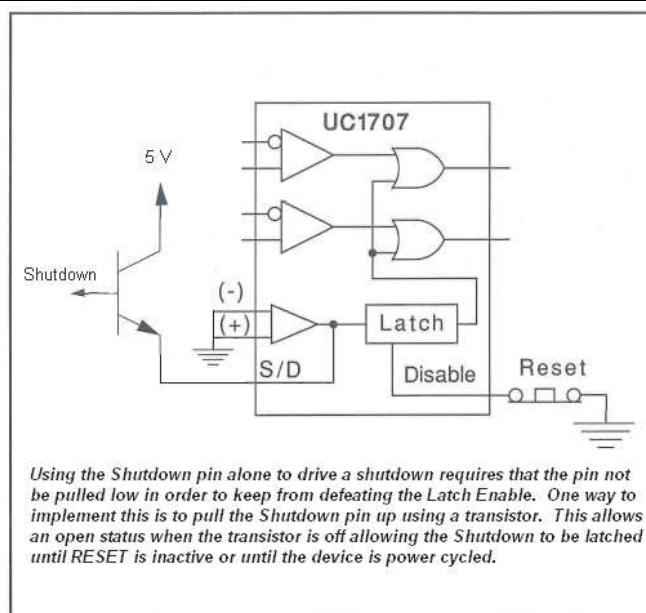 UC1707
5 V
Shutdown
(-)
(+)
Latch
S/D
Disable
Reset
Using the Shutdown pin alone to drive a shutdown requires that the pin not
be pulled low in order to keep from defeating the Latch Enable. One way to
implement this is to pull the Shutdown pin up using a transistor. This allows
an open status when the transistor is off allowing the Shutdown to be latched
until RESET is inactive or until the device is power cycled.